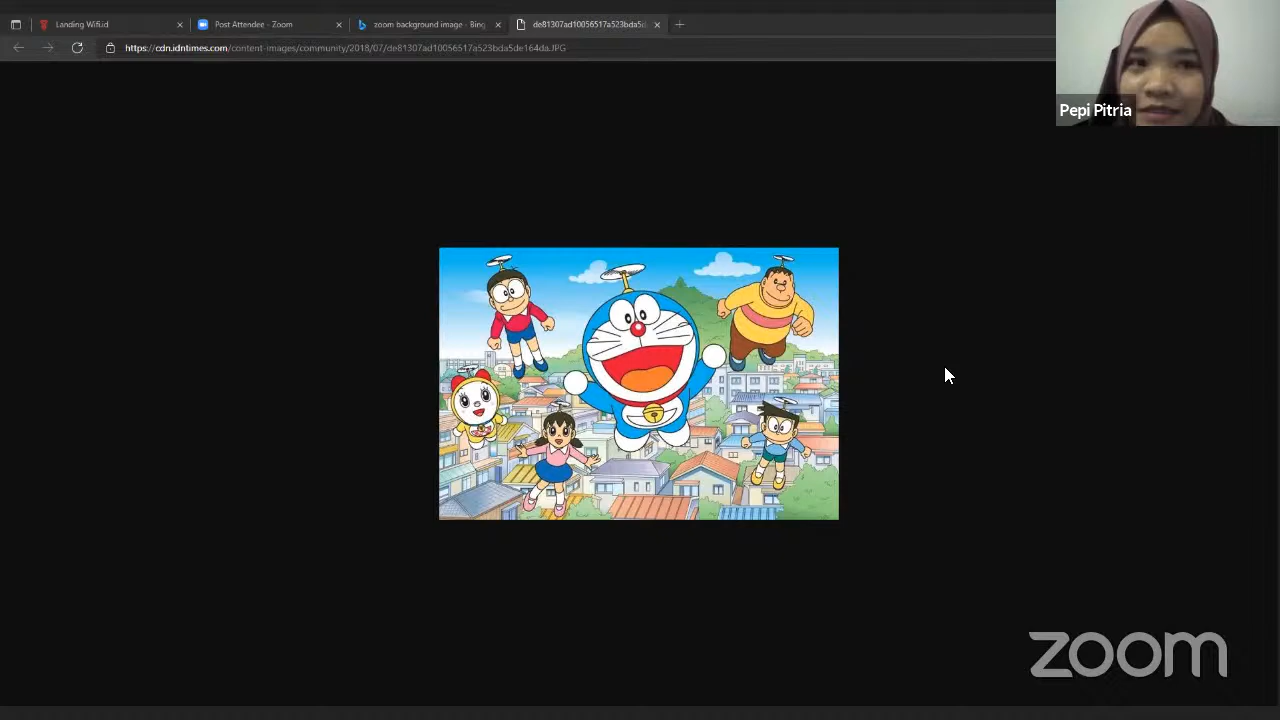 Landing Wifi.id
Post Attendee - Zoom
zoom background image - Bing
de81307ad10056517a523bda5d
https://cdn.idntimes.com/content-images/community/2018/07/de81307ad10056517a523bda5de164da.JPG
Pepi Pitria
zoom